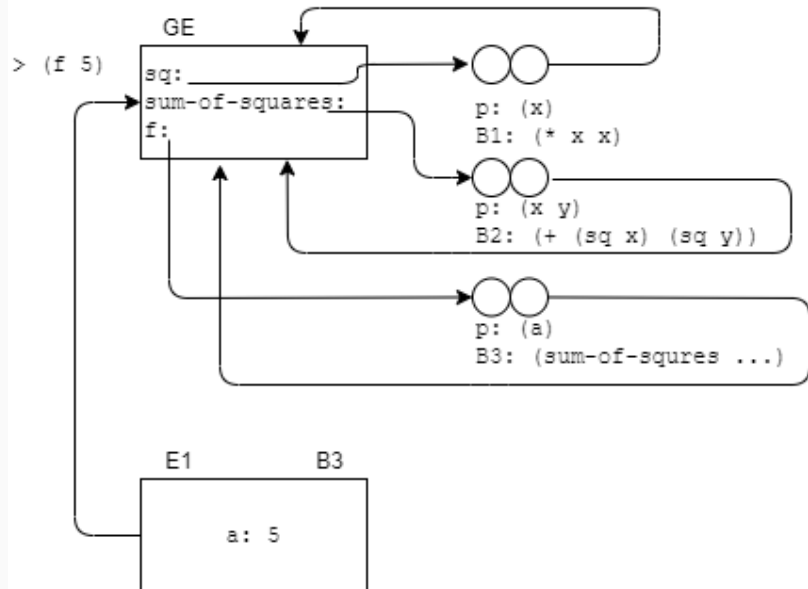 GE
> (f 5)
sq:
sum-of-squares:
f:
p: (x)
B1: (* x x)
p: (x y)
B2: (+ (sq x) (sq y))
p: (a)
B3: (sum-of-squres ...)
E1 B3
a: 5